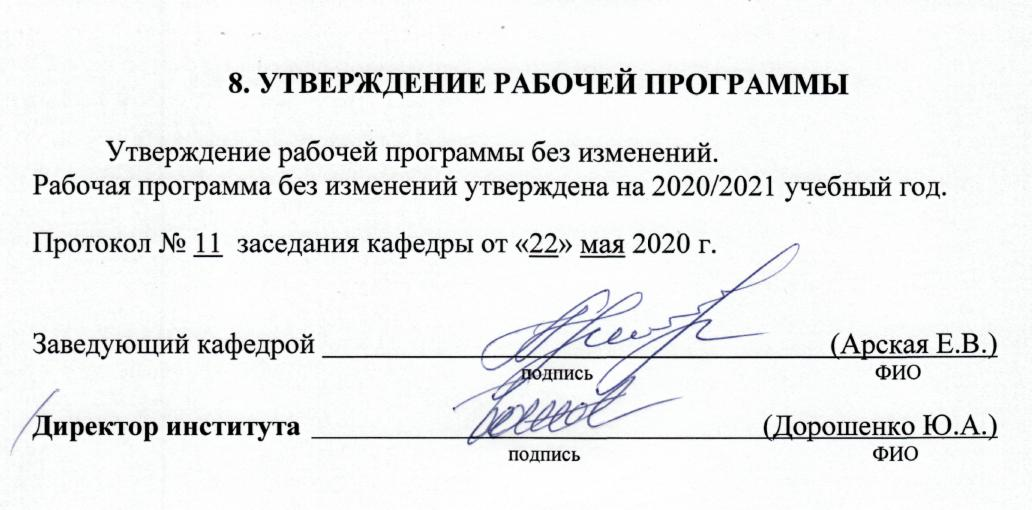 8. УТВЕРЖДЕНИЕ РАБОЧЕЙ ПРОГРАММЫ
Утверждение рабочей программы без изменений.
Рабочая программа без изменений утверждена на 2020/2021 учебный год.
Протокол № 11 заседания кафедры от «22» мая 2020 г.
Заведующий кафедрой (Арская Е.В.)
подпись ФИО
Директор института (Дорошенко Ю.А.)
подпись ФИО